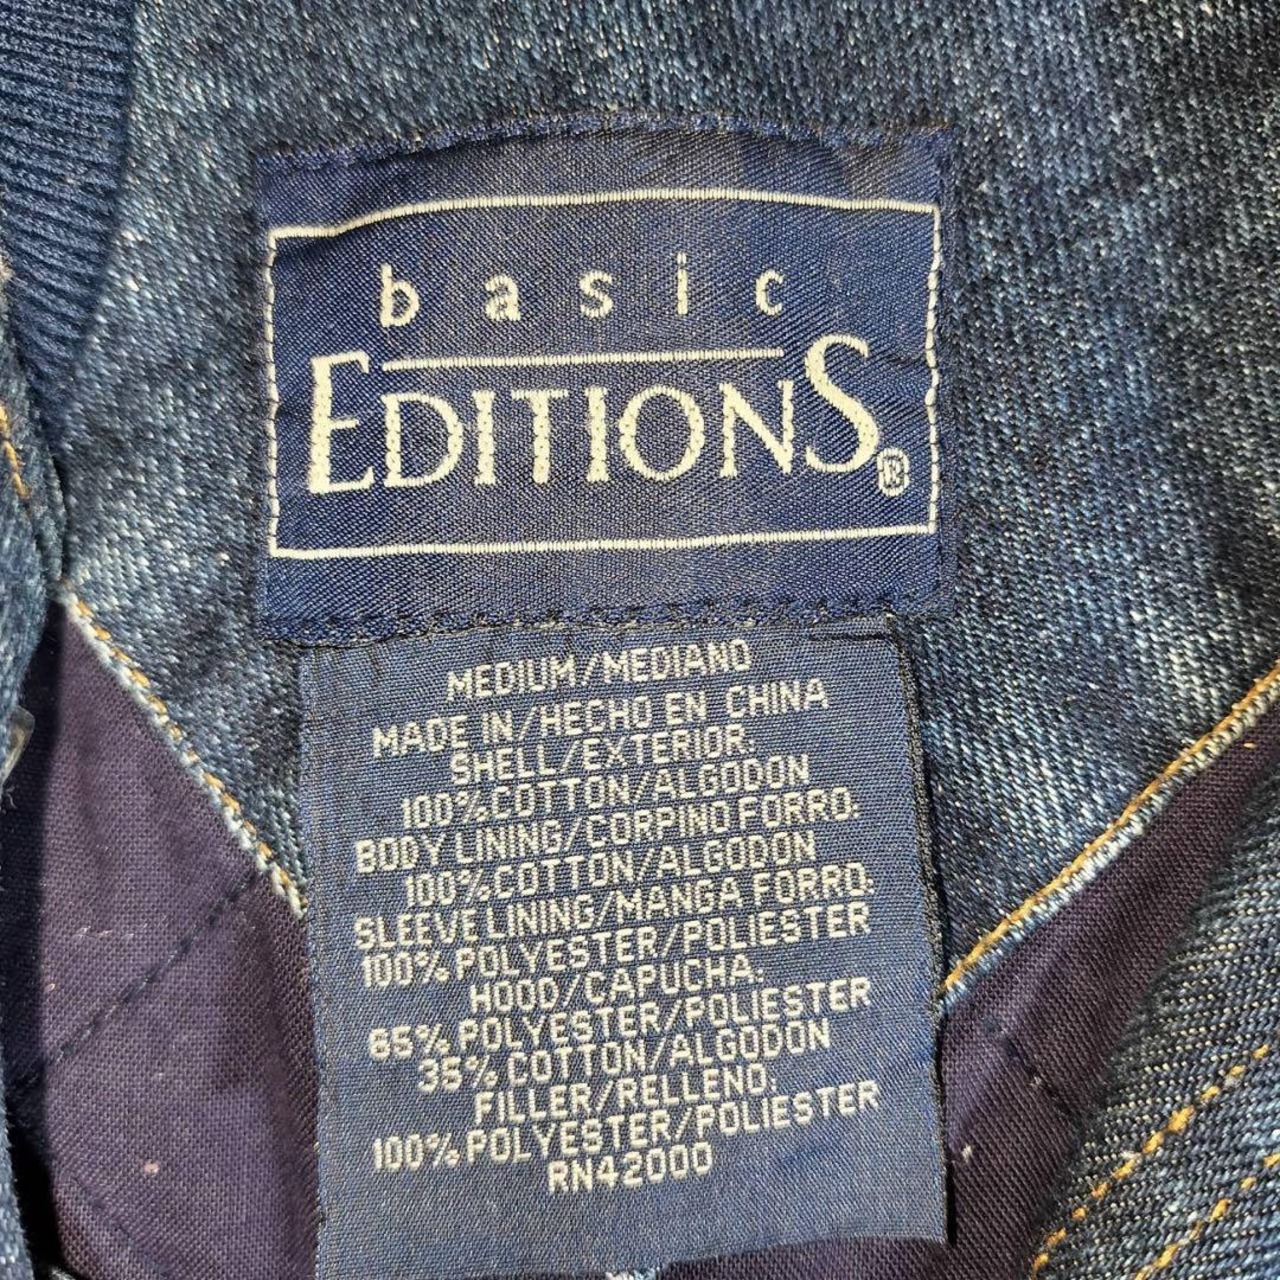 basic
EDITIONS®
MEDIUM/MEDIANO
MADE IN/HECHO EN CHINA
SHELL/EXTERIOR:
100%COTTON/ALGODON
BODY LINING/CORPINO FORRO:
100%COTTON/ALGODON
SLEEVE LINING/MANGA FORRO:
100% POLYESTER/POLIESTER
HOOD/CAPUCHA:
65% POLYESTER/POLIESTER
35% COTTON/ALGODON
FILLER/RELLENO:
100% POLYESTER/POLIESTER
RN42000